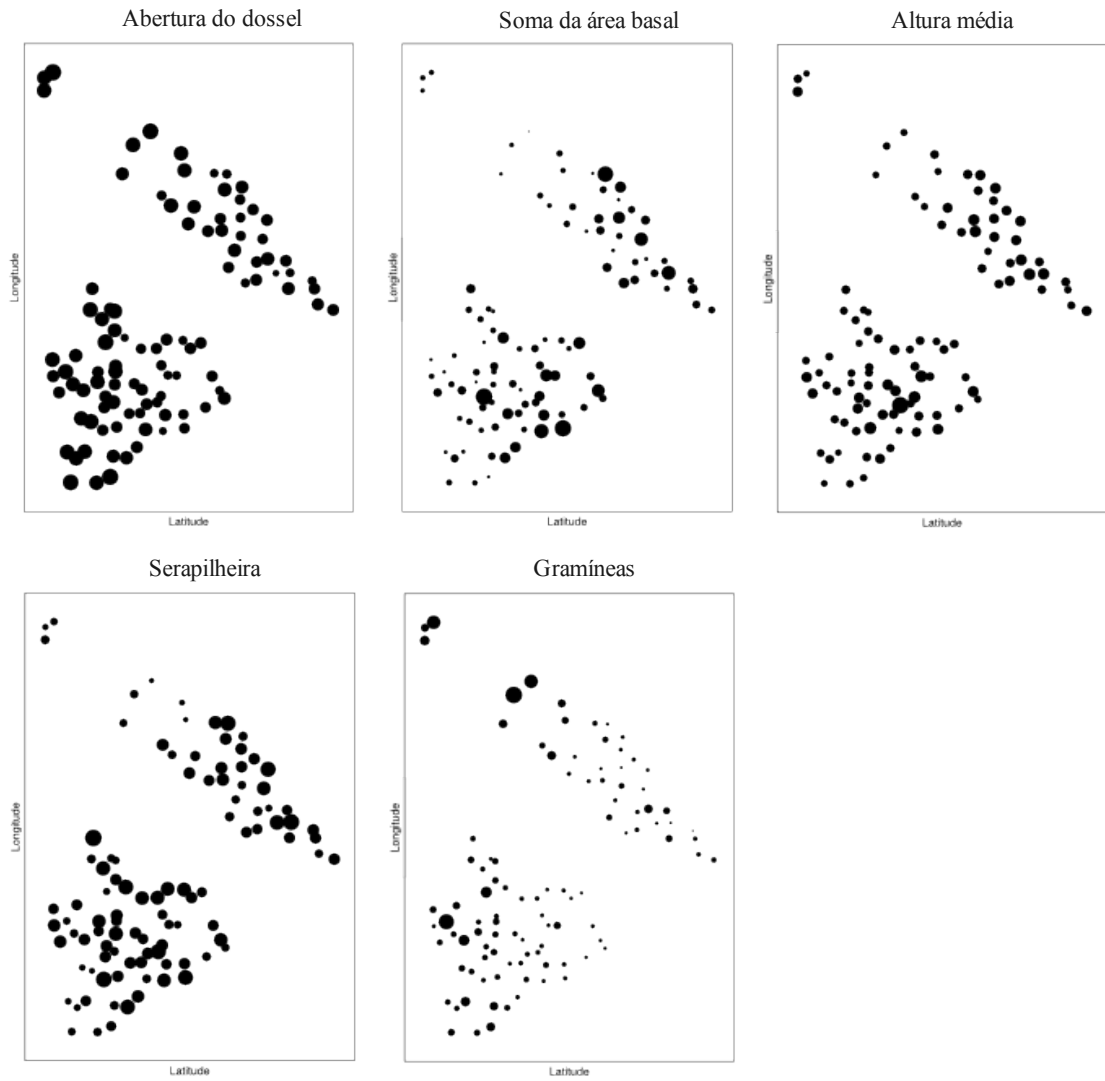 Abertura do dossel
Soma da área basal
Altura média
Longitude
Latitude
Longitude
Latitude
Longitude
Latitude
Serapilheira
Gramíneas
Longitude
Latitude
Longitude
Latitude